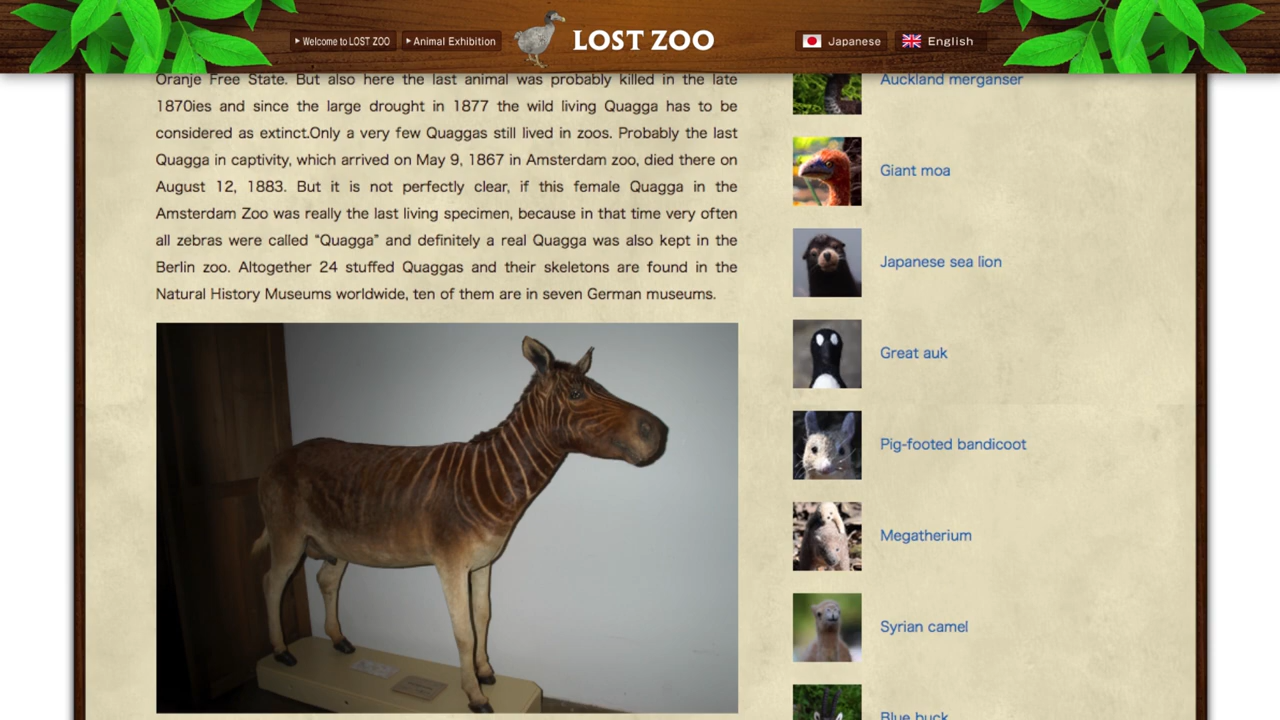 Welcome to LOST ZOO
Animal Exhibition
LOST ZOO
Japanese
English
Oranje Free State. But also here the last animal was probably killed in the late
1870ies and since the large drought in 1877 the wild living Quagga has to be
considered as extinct.Only a very few Quaggas still lived in zoos. Probably the last
Quagga in captivity, which arrived on May 9, 1867 in Amsterdam zoo, died there on
August 12, 1883. But it is not perfectly clear, if this female Quagga in the
Amsterdam Zoo was really the last living specimen, because in that time very often
all zebras were called “Quagga” and definitely a real Quagga was also kept in the
Berlin zoo. Altogether 24 stuffed Quaggas and their skeletons are found in the
Natural History Museums worldwide, ten of them are in seven German museums.
Auckland merganser
Giant moa
Japanese sea lion
Great auk
Pig-footed bandicoot
Megatherium
Syrian camel
Blue buck